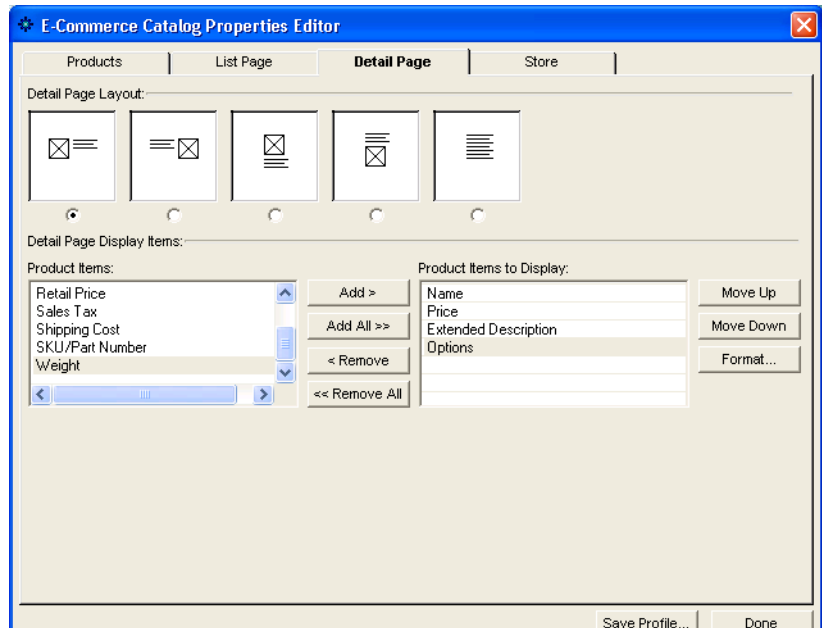 E-Commerce Catalog Properties Editor
Products
List Page
Detail Page
Store
Detail Page Layout:
Detail Page Display Items:
Product Items:
Product Items to Display:
Retail Price
Sales Tax
Shipping Cost
SKU/Part Number
Weight
Add >
Add All >>
< Remove
<< Remove All
Name
Price
Extended Description
Options
Move Up
Move Down
Format...
Save Profile...
Done